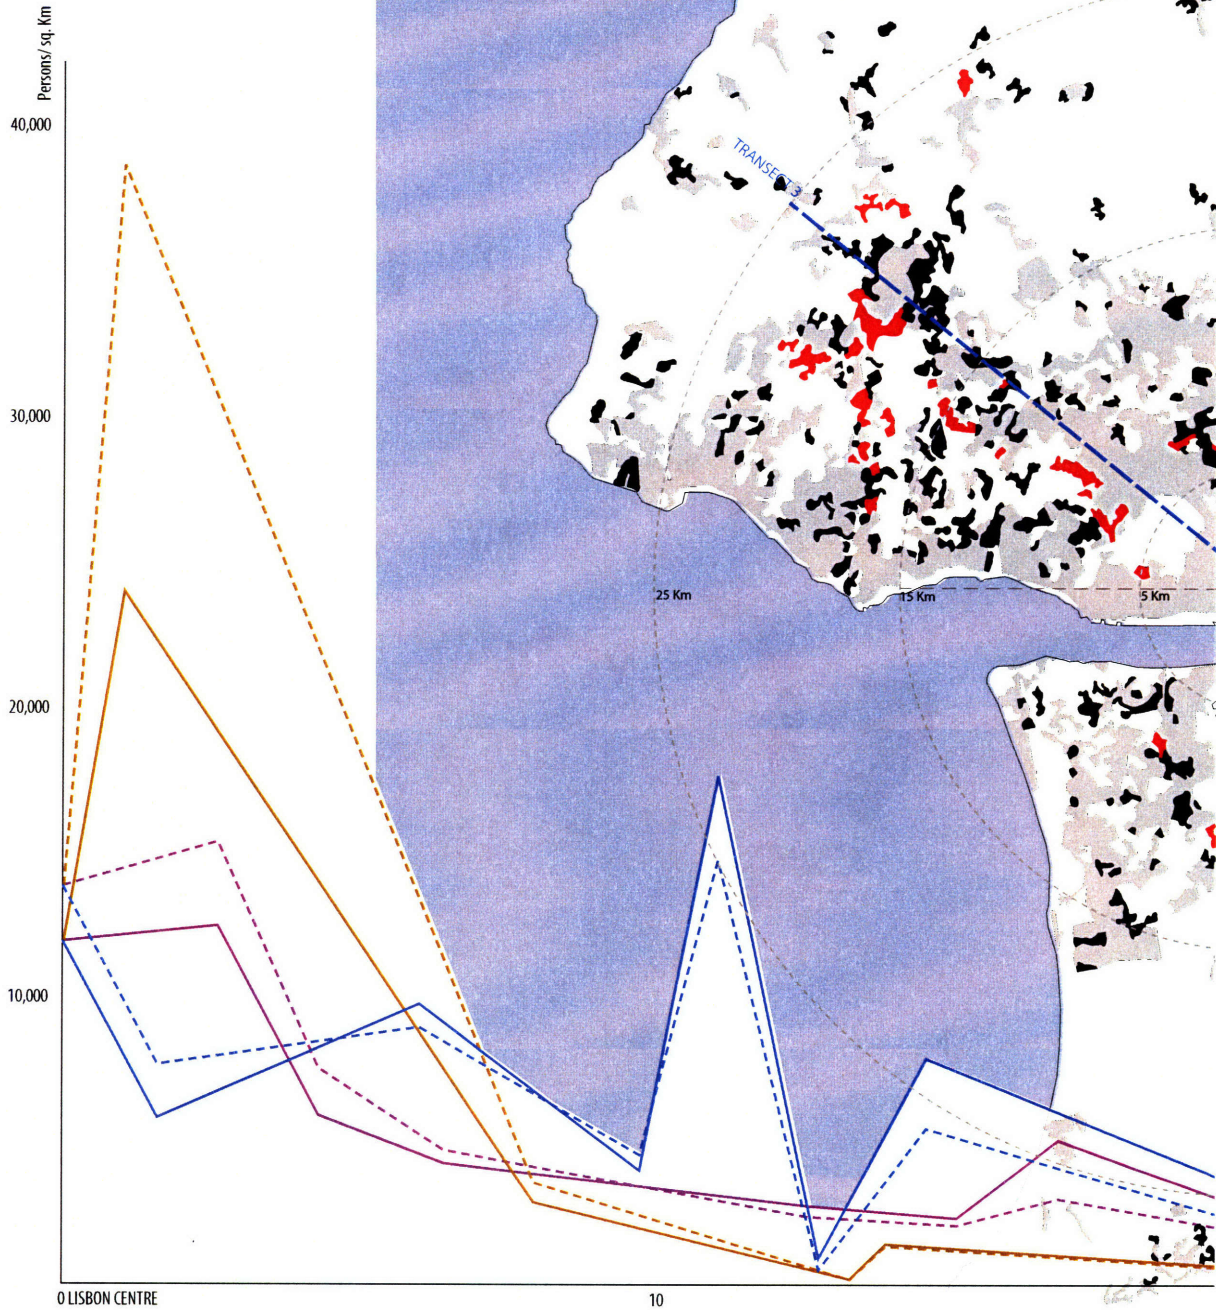 Persons/ sq. Km
40,000
TRANSECT 3
30,000
25 Km
15 Km
5 Km
20,000
10,000
0 LISBON CENTRE
10